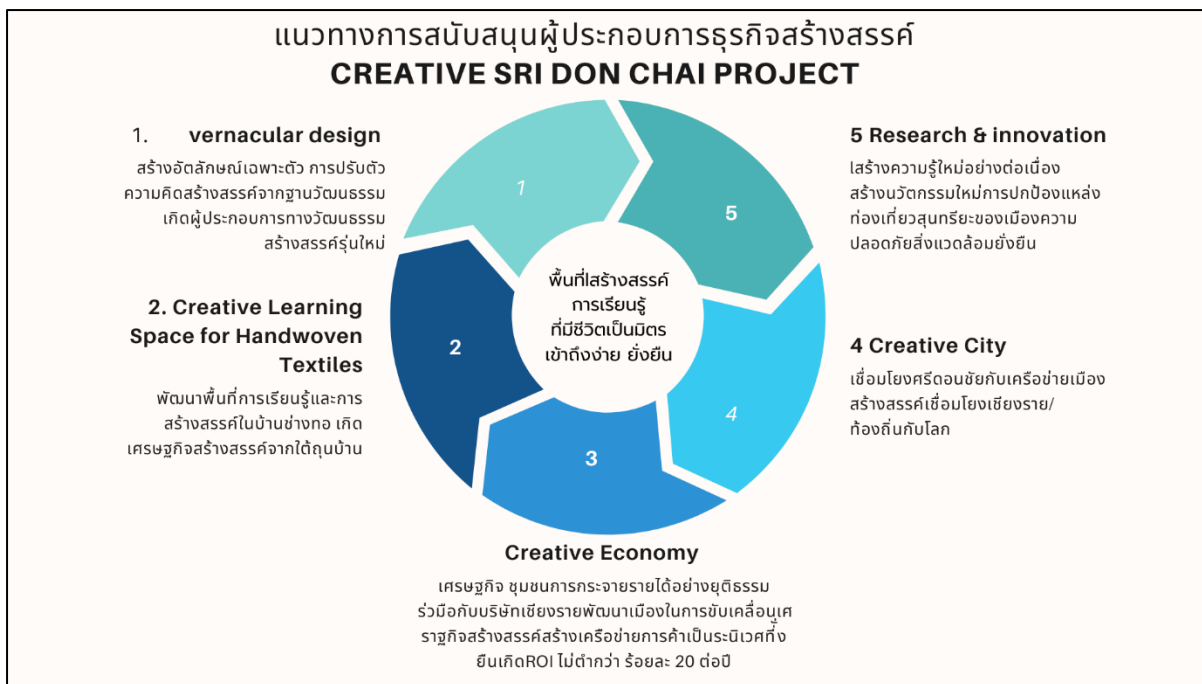 แนวทางการสนับสนุนผู้ประกอบการธุรกิจสร้างสรรค์
CREATIVE SRI DON CHAI PROJECT
1. vernacular design
สร้างอัตลักษณ์เฉพาะตัว การปรับตัว
ความคิดสร้างสรรค์จากฐานวัฒนธรรม
เกิดผู้ประกอบการทางวัฒนธรรม
สร้างสรรค์รุ่นใหม่
2. Creative Learning
Space for Handwoven
Textiles
พัฒนาพื้นที่การเรียนรู้และการ
สร้างสรรค์ในบ้านช่างทอ เกิด
เศรษฐกิจสร้างสรรค์จากใต้ถุนบ้าน
1
2
3
4
5
พื้นที่lสร้างสรรค์
การเรียนรู้
ที่มีชีวิตเป็นมิตร
เข้าถึงง่าย ยั่งยืน
5 Research & innovation
lสร้างความรู้ใหม่อย่างต่อเนื่อง
สร้างนวัตกรรมใหม่การปกป้องแหล่ง
ท่องเที่ยวสุนทรียะของเมืองความ
ปลอดภัยสิ่งแวดล้อมยั่งยืน
4 Creative City
เชื่อมโยงศรีดอนชัยกับเครือข่ายเมือง
สร้างสรรค์เชื่อมโยงเชียงราย/
ท้องถิ่นกับโลก
Creative Economy
เศรษฐกิจ ชุมชนการกระจายรายได้อย่างยุติธรรม
ร่วมือกับบริษัทเชียงรายพัฒนาเมืองในการขับเคลื่อนเศ
ราฐกิจสร้างสรรค์สร้างเครือข่ายการค้าเป็นระนิเวศที่ั่ง
ยืนเกิดROI ไม่ตำกว่า ร้อยละ 20 ต่อปี